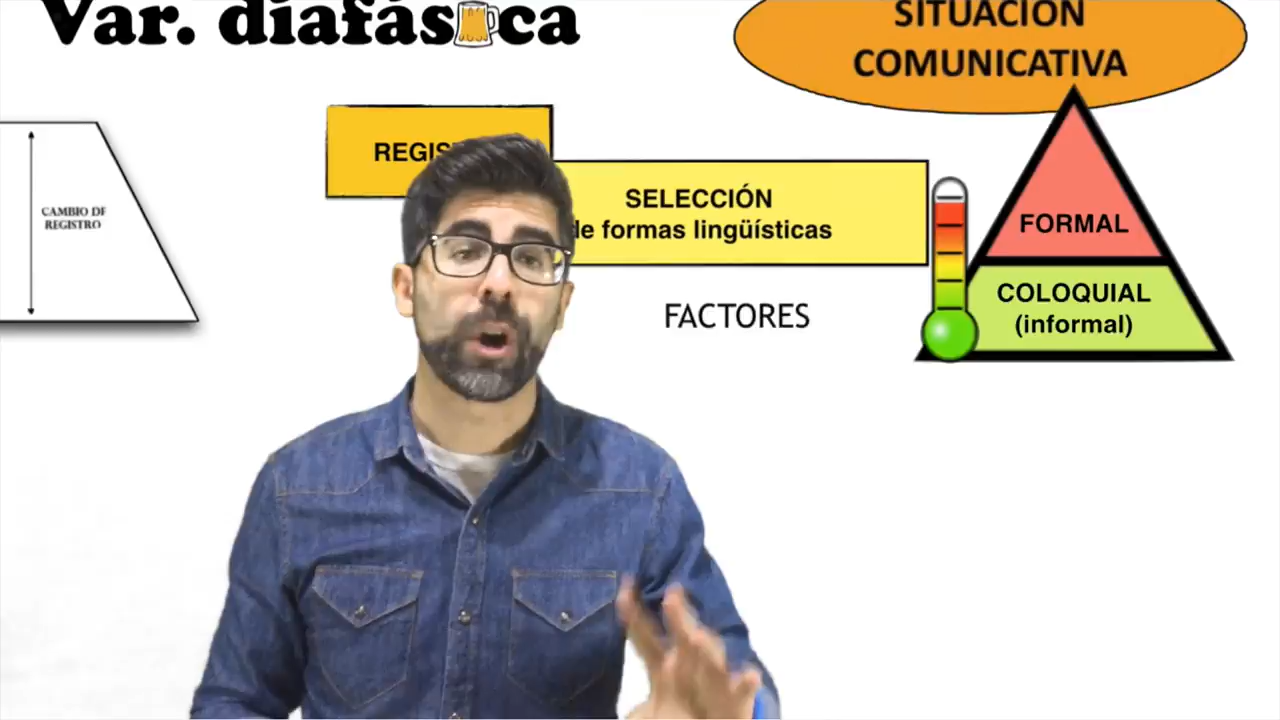 Var. diafásica
SITUACIÓN
COMUNICATIVA
CAMBIO DE
REGISTRO
SELECCIÓN
de formas lingüísticas
FACTORES
FORMAL
COLOQUIAL
(informal)